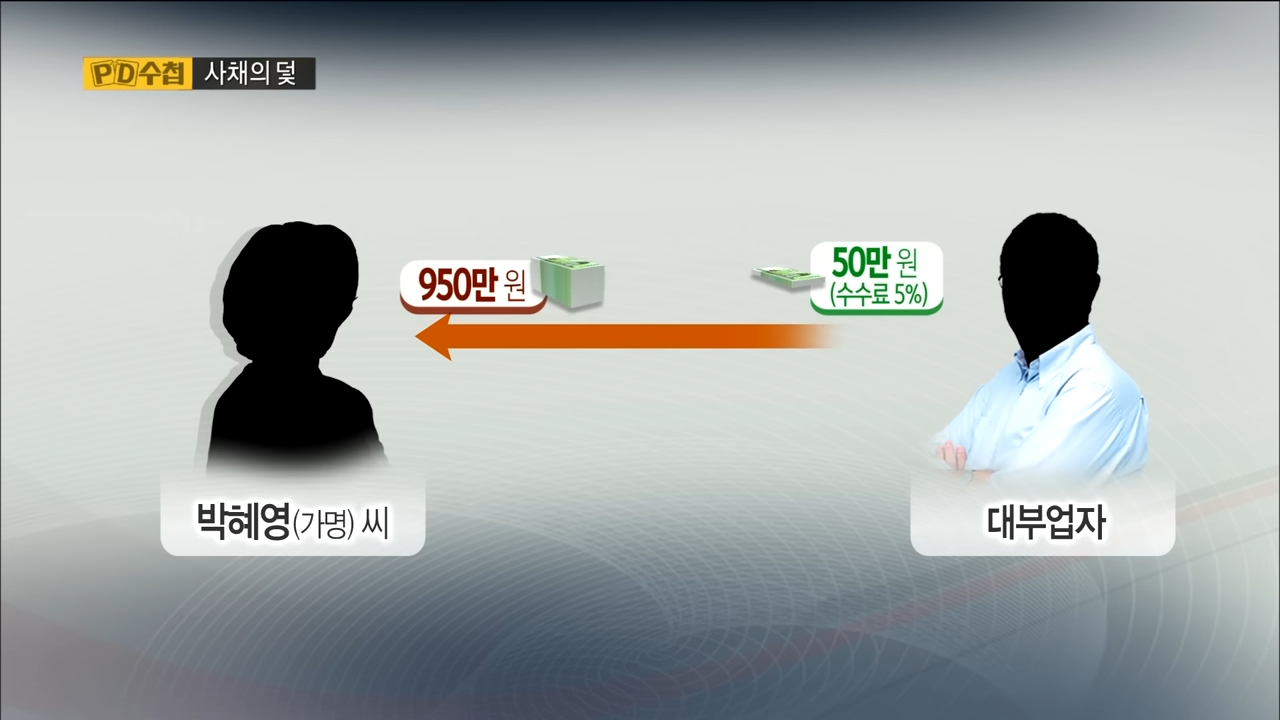 PD수첩 사채의 덫
950만 원
50만 원
(수수료 5%)
박혜영(가명) 씨
대부업자